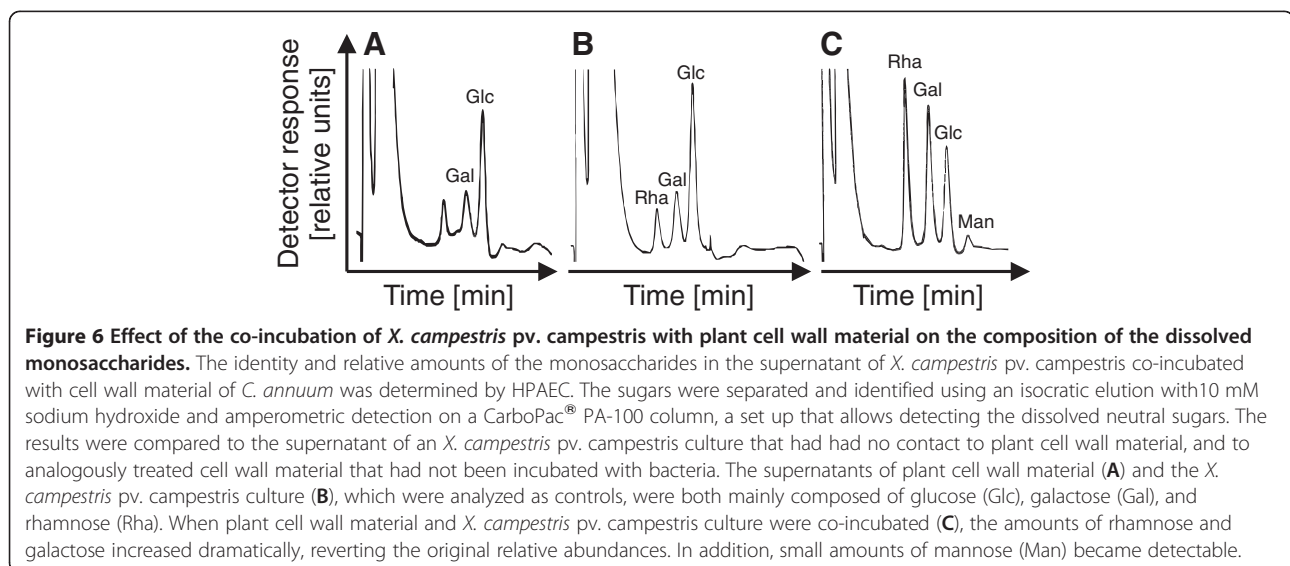 A
B
C
Detector response
[relative units]
Gal
Glc
Rha
Gal
Glc
Rha
Gal
Glc
Man
Time [min]
Time [min]
Time [min]
Figure 6 Effect of the co-incubation of X. campestris pv. campestris with plant cell wall material on the composition of the dissolved
monosaccharides. The identity and relative amounts of the monosaccharides in the supernatant of X. campestris pv. campestris co-incubated
with cell wall material of C. annuum was determined by HPAEC. The sugars were separated and identified using an isocratic elution with10 mM
sodium hydroxide and amperometric detection on a CarboPac® PA-100 column, a set up that allows detecting the dissolved neutral sugars. The
results were compared to the supernatant of an X. campestris pv. campestris culture that had had no contact to plant cell wall material, and to
analogously treated cell wall material that had not been incubated with bacteria. The supernatants of plant cell wall material (A) and the X.
campestris pv. campestris culture (B), which were analyzed as controls, were both mainly composed of glucose (Glc), galactose (Gal), and
rhamnose (Rha). When plant cell wall material and X. campestris pv. campestris culture were co-incubated (C), the amounts of rhamnose and
galactose increased dramatically, reverting the original relative abundances. In addition, small amounts of mannose (Man) became detectable.